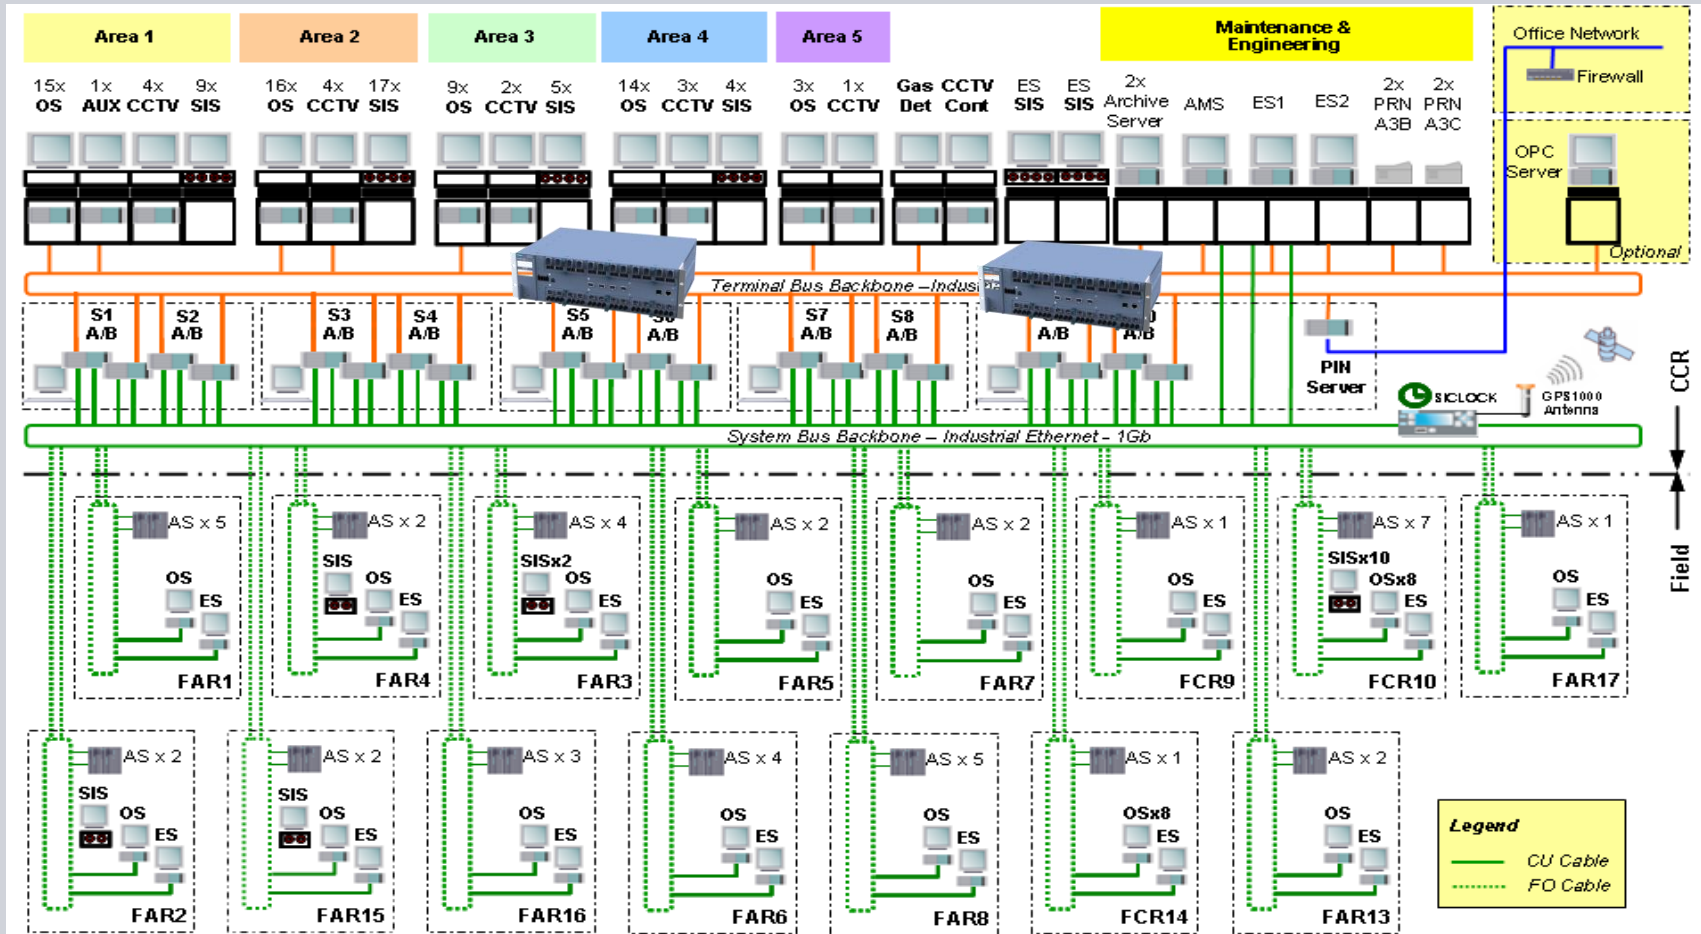 Area 1
Area 2
Area 3
Area 4
Area 5
Maintenance &
Engineering
Office Network
Firewall
15x
OS
1x
AUX
4x
CCTV
9x
SIS
16x
OS
4x
CCTV
17x
SIS
9x
OS
2x
CCTV
5x
SIS
14x
OS
3x
CCTV
4x
SIS
3x
OS
1x
CCTV
Gas
Det
CCTV
Cont
ES
SIS
ES
SIS
2x
Archive
Server
AMS
ES1
ES2
2x
PRN
A3B
2x
PRN
A3C
OPC
Server
Optional
Terminal Bus Backbone –Indus
S1
A/B
S2
A/B
S3
A/B
S4
A/B
S5
A/B
A/B
S7
A/B
S8
A/B
A/B
A/B
PIN
Server
SICLOCK
GPS1000
Antenna
CCR
System Bus Backbone – Industrial Ethernet - 1Gb
Field
AS x 5
OS
ES
FAR1
AS x 2
SIS
OS
ES
FAR4
AS x 4
SISx2
OS
ES
FAR3
AS x 2
OS
ES
FAR5
AS x 2
OS
ES
FAR7
AS x 1
OS
ES
FCR9
AS x 7
SISx10
OSx8
ES
FCR10
AS x 1
OS
ES
FAR17
AS x 2
SIS
OS
ES
FAR2
AS x 2
SIS
OS
ES
FAR15
AS x 3
OS
ES
FAR16
AS x 4
OS
ES
FAR6
AS x 5
OS
ES
FAR8
AS x 1
OSx8
ES
FCR14
AS x 2
OS
ES
FAR13
Legend
CU Cable
FO Cable